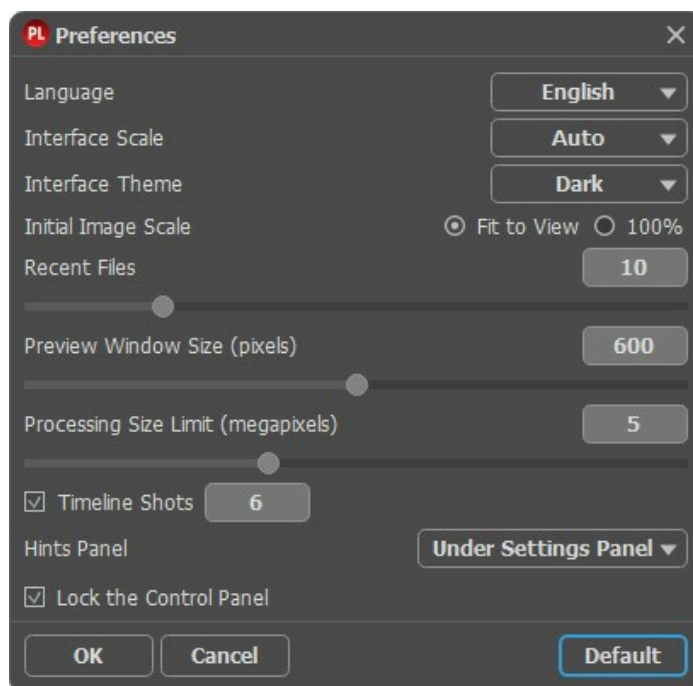 PL Preferences
Language English
Interface Scale Auto
Interface Theme Dark
Initial Image Scale Fit to View 100%
Recent Files 10
Preview Window Size (pixels) 600
Processing Size Limit (megapixels) 5
Timeline Shots 6
Hints Panel Under Settings Panel
Lock the Control Panel
OK Cancel Default